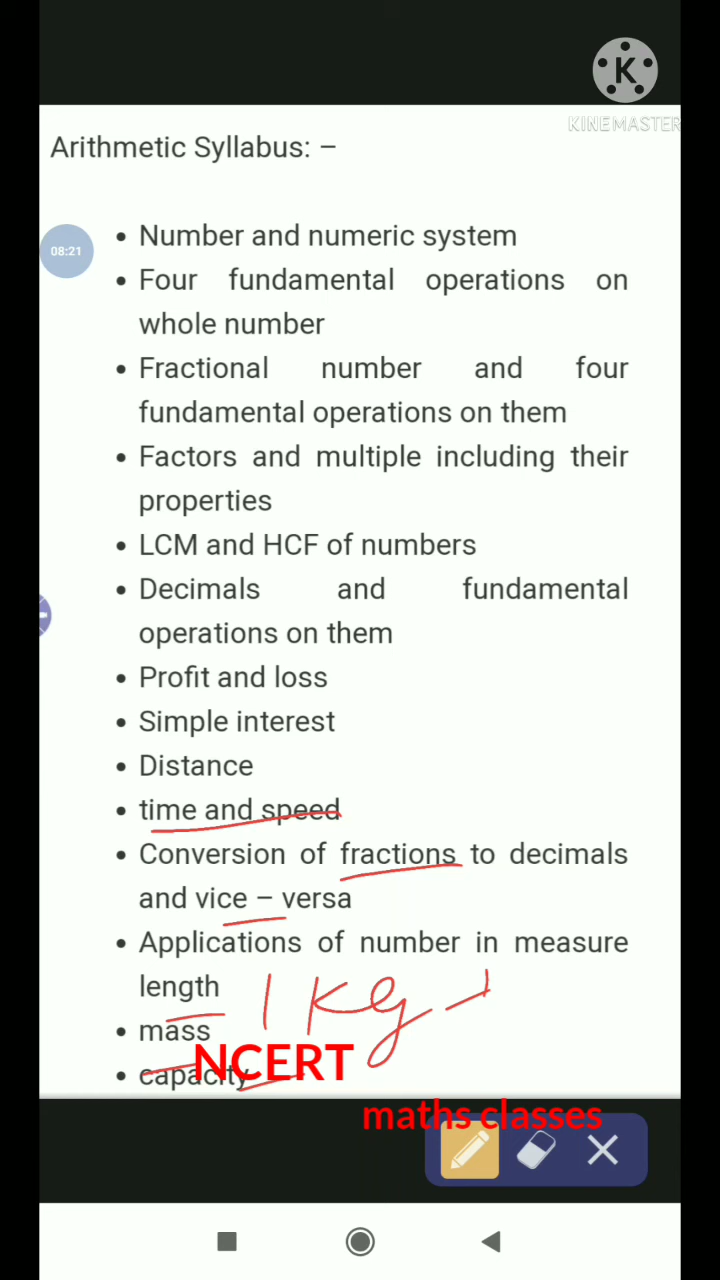 K
KINEMASTER
Arithmetic Syllabus: –
08:21
• Number and numeric system
• Four fundamental operations on
whole number
• Fractional number and four
fundamental operations on them
• Factors and multiple including their
properties
• LCM and HCF of numbers
• Decimals and fundamental
operations on them
• Profit and loss
• Simple interest
• Distance
• time and speed
• Conversion of fractions to decimals
and vice – versa
• Applications of number in measure
length
1 Kg
• mass
NCERT
• capacity
maths classes